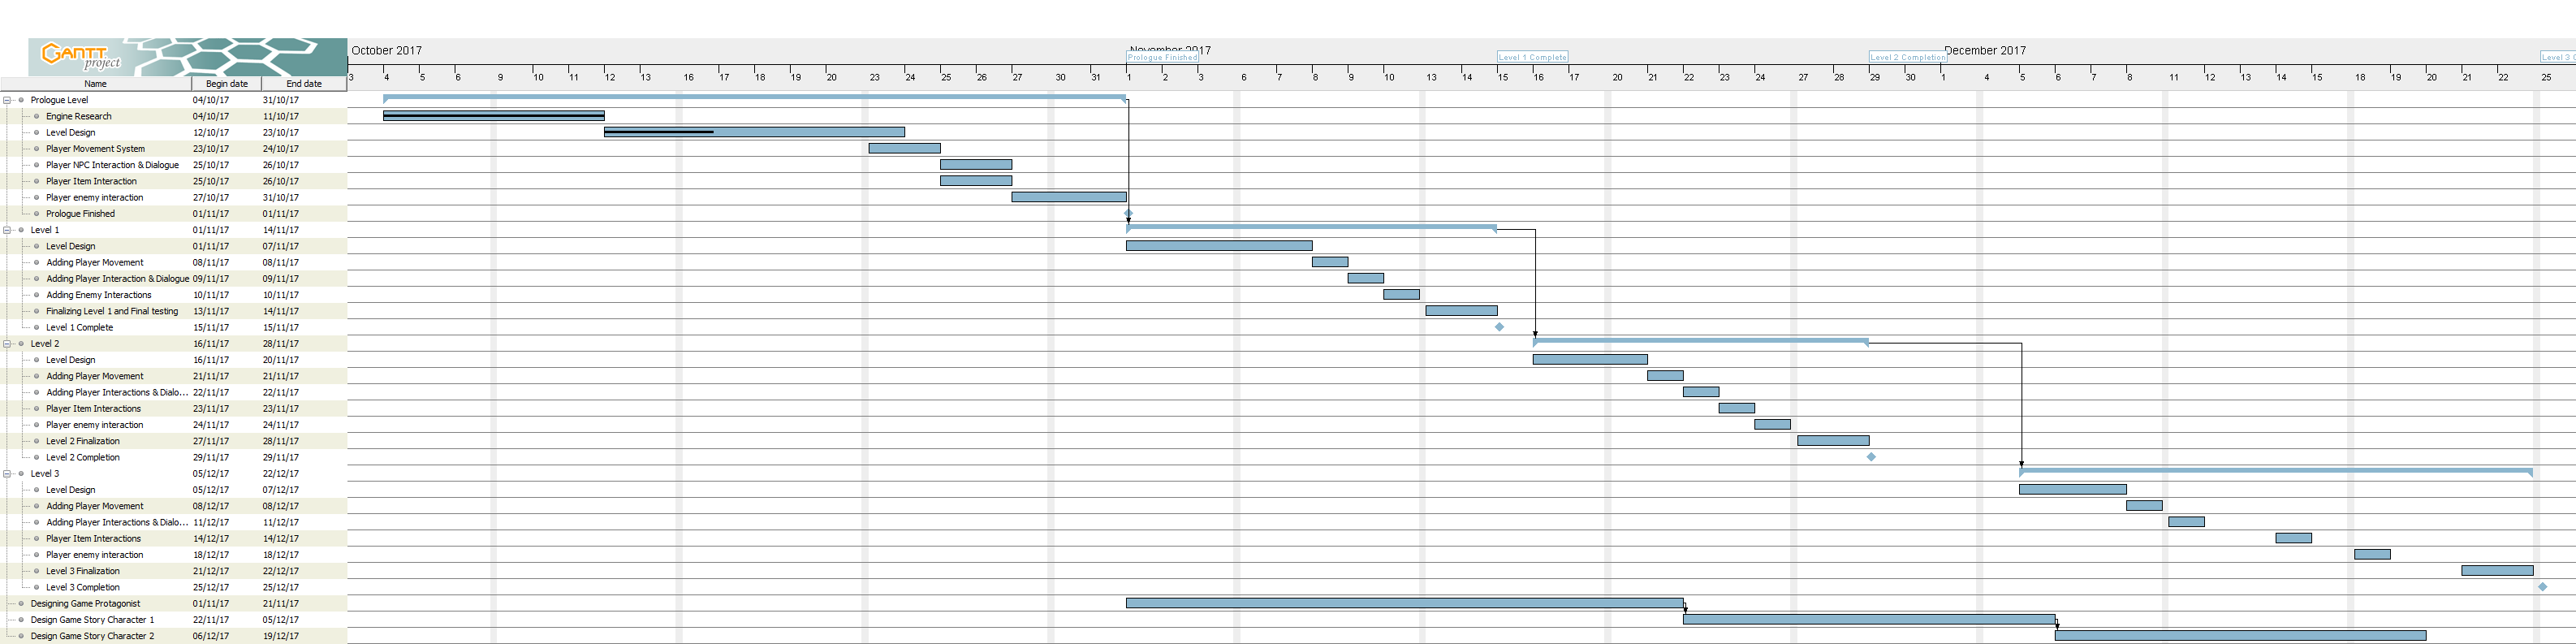 October 2017 November 2017 December 2017
GANTT project
Prologue Finished Level 1 Complete Level 2 Completion Level 3 C
3 4 5 6 9 10 11 12 13 16 17 18 19 20 23 24 25 26 27 30 31 1 2 3 6 7 8 9 10 13 14 15 16 17 20 21 22 23 24 27 28 29 30 1 4 5 6 7 8 11 12 13 14 15 18 19 20 21 22 25
Name Begin date End date
Prologue Level 04/10/17 31/10/17
Engine Research 04/10/17 11/10/17
Level Design 12/10/17 23/10/17
Player Movement System 23/10/17 24/10/17
Player NPC Interaction & Dialogue 25/10/17 26/10/17
Player Item Interaction 25/10/17 26/10/17
Player enemy interaction 27/10/17 31/10/17
Prologue Finished 01/11/17 01/11/17
Level 1 01/11/17 14/11/17
Level Design 01/11/17 07/11/17
Adding Player Movement 08/11/17 08/11/17
Adding Player Interaction & Dialogue 09/11/17 09/11/17
Adding Enemy Interactions 10/11/17 10/11/17
Finalizing Level 1 and Final testing 13/11/17 14/11/17
Level 1 Complete 15/11/17 15/11/17
Level 2 16/11/17 28/11/17
Level Design 16/11/17 20/11/17
Adding Player Movement 21/11/17 21/11/17
Adding Player Interactions & Dialo... 22/11/17 22/11/17
Player Item Interactions 23/11/17 23/11/17
Player enemy interaction 24/11/17 24/11/17
Level 2 Finalization 27/11/17 28/11/17
Level 2 Completion 29/11/17 29/11/17
Level 3 05/12/17 22/12/17
Level Design 05/12/17 07/12/17
Adding Player Movement 08/12/17 08/12/17
Adding Player Interactions & Dialo... 11/12/17 11/12/17
Player Item Interactions 14/12/17 14/12/17
Player enemy interaction 18/12/17 18/12/17
Level 3 Finalization 21/12/17 22/12/17
Level 3 Completion 25/12/17 25/12/17
Designing Game Protagonist 01/11/17 21/11/17
Design Game Story Character 1 22/11/17 05/12/17
Design Game Story Character 2 06/12/17 19/12/17